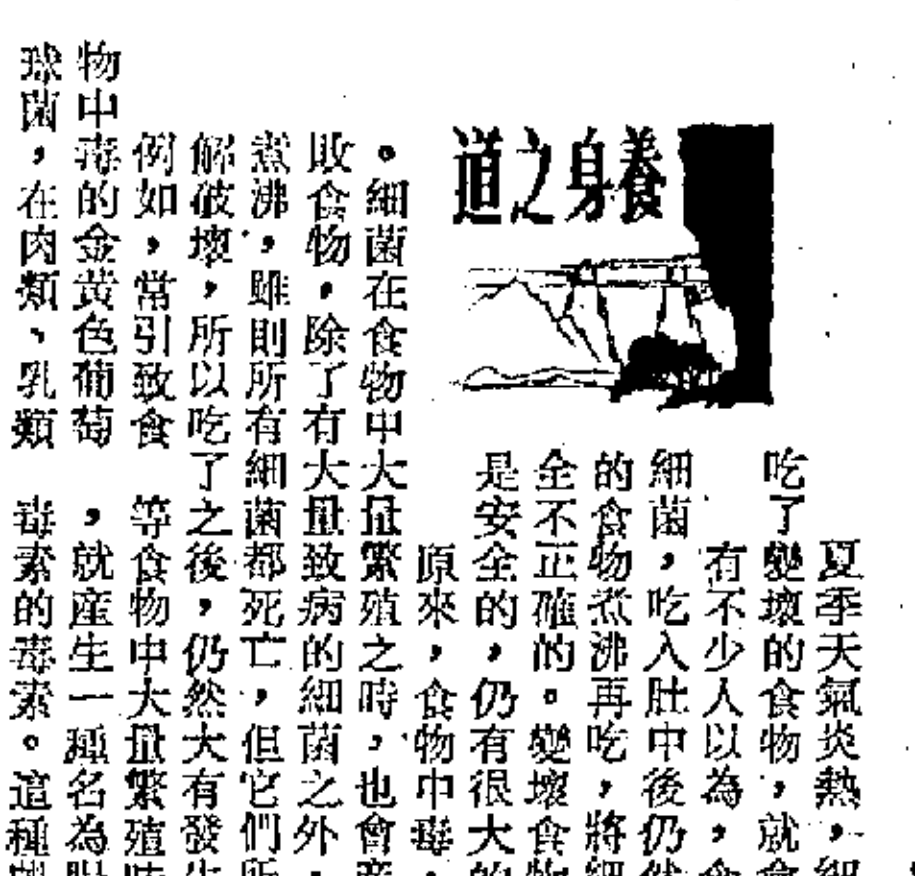 養身之道
夏季天氣炎熱,細
吃了變壞的食物,就會
有不少人以為,食
細菌,吃入肚中後仍然
的食物煮沸再吃,將細
全不正確的。變壞食物
是安全的,仍有很大的
原來,食物中毒,
。細菌在食物中大量繁殖之時,也會產
敗食物,除了有大量致病的細菌之外,
煮沸,雖則所有細菌都死亡,但它們所
解破壞,所以吃了之後,仍然大有發生
例如,常引致食
物中毒的金黃色葡萄
球菌,在肉類、乳類
等食物中大量繁殖時
,就產生一種名為
毒素的毒素。這種